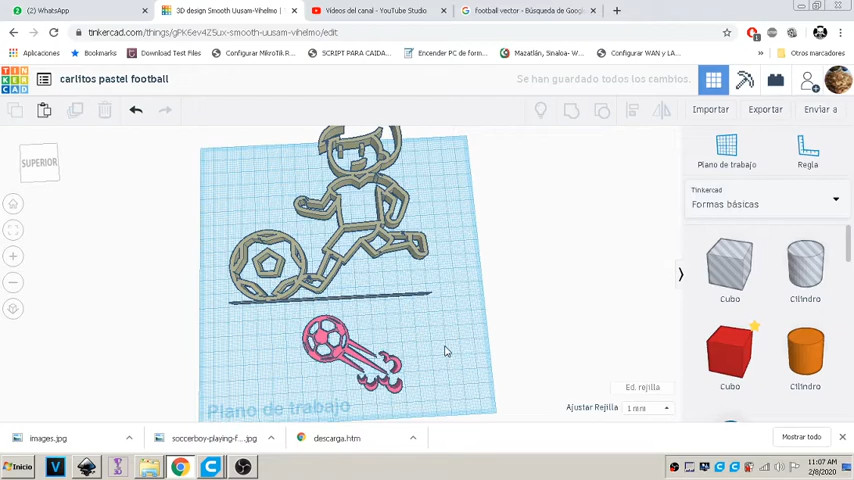 (2) WhatsApp
3D design Smooth Uusam-Vihelmo |
Videos del canal - YouTube Studio
football vector - Búsqueda de Goog
tinkercad.com/things/gPK6ev4Z5ux-smooth-uusam-vihelmo/edit
Aplicaciones
Bookmarks
Download Test Files
Configurar MikroTik R...
SCRIPT PARA CAIDA...
Encender PC de form...
Mazatlán, Sinaloa- W...
Configurar WAN y LA...
Otros marcadores
TIN
KER
CAD
carlitos pastel football
Se han guardado todos los cambios.
Importar
Exportar
Enviar a
SUPERIOR
Plano de trabajo
Regla
Tinkercad
Formas básicas
Cubo
Cilindro
Cubo
Cilindro
Plano de trabajo
Ed. rejilla
Ajustar Rejilla
1 mm
images.jpg
soccerboy-playing-f....jpg
descarga.htm
Mostrar todo
Inicio
11:07 AM
2/8/2020